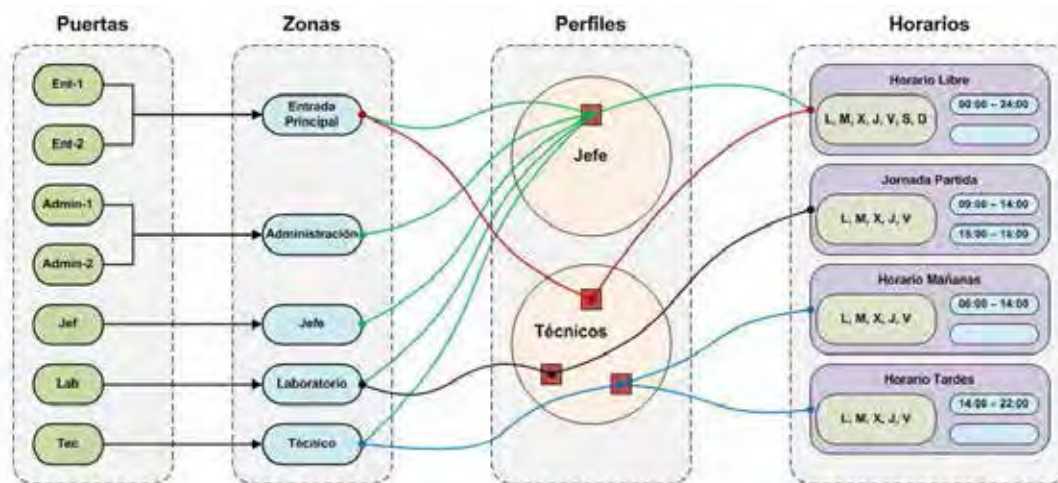 Puertas
Zonas
Perfiles
Horarios
Ent-1
Ent-2
Admin-1
Admin-2
Jef
Lab
Tec
Entrada
Principal
Administración
Jefe
Laboratorio
Técnico
Jefe
Técnicos
Horario Libre
L, M, X, J, V, S, D
00:00 – 24:00
Jornada Partida
L, M, X, J, V
09:00 – 14:00
Horario Mañanas
L, M, X, J, V
06:00 – 14:00
Horario Tardes
L, M, X, J, V
14:00 – 22:00